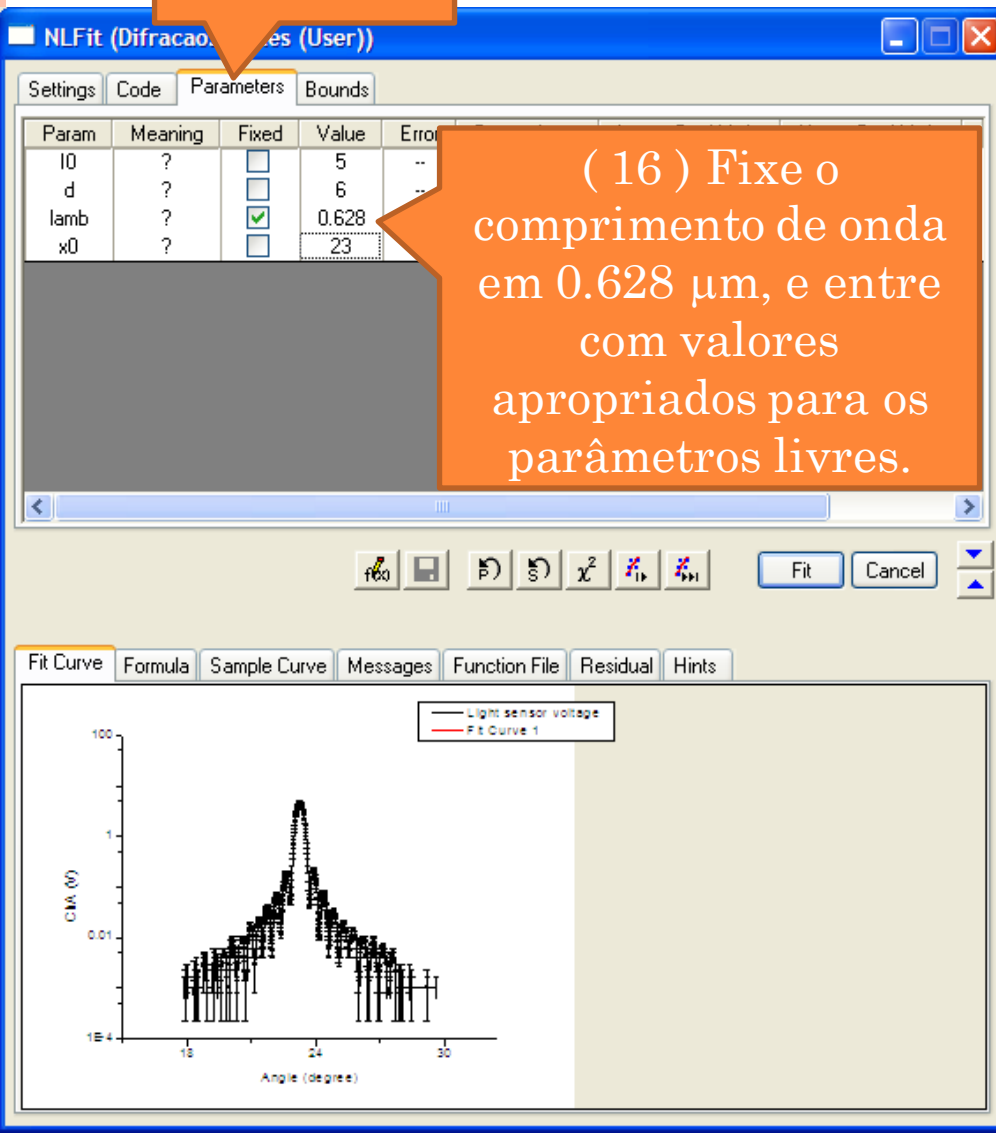 NLFit (Difracao es (User))
Settings Code Parameters Bounds
Param Meaning Fixed Value Error
I0 ? 5 --
d ? 6 --
lamb ? 0.628
x0 ? 23
( 16 ) Fixe o
comprimento de onda
em 0.628 µm, e entre
com valores
apropriados para os
parâmetros livres.
f(x) P S χ² Fit Cancel
Fit Curve Formula Sample Curve Messages Function File Residual Hints
Light sensor voltage
Fit Curve 1
100
1
0.01
1E-4
ChA (V)
18 24 30
Angle (degree)